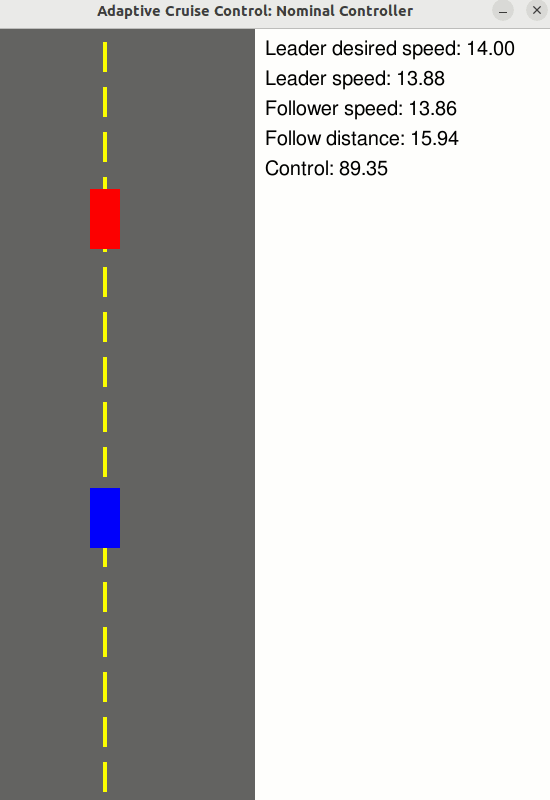 Adaptive Cruise Control: Nominal Controller
Leader desired speed: 14.00
Leader speed: 13.88
Follower speed: 13.86
Follow distance: 15.94
Control: 89.35